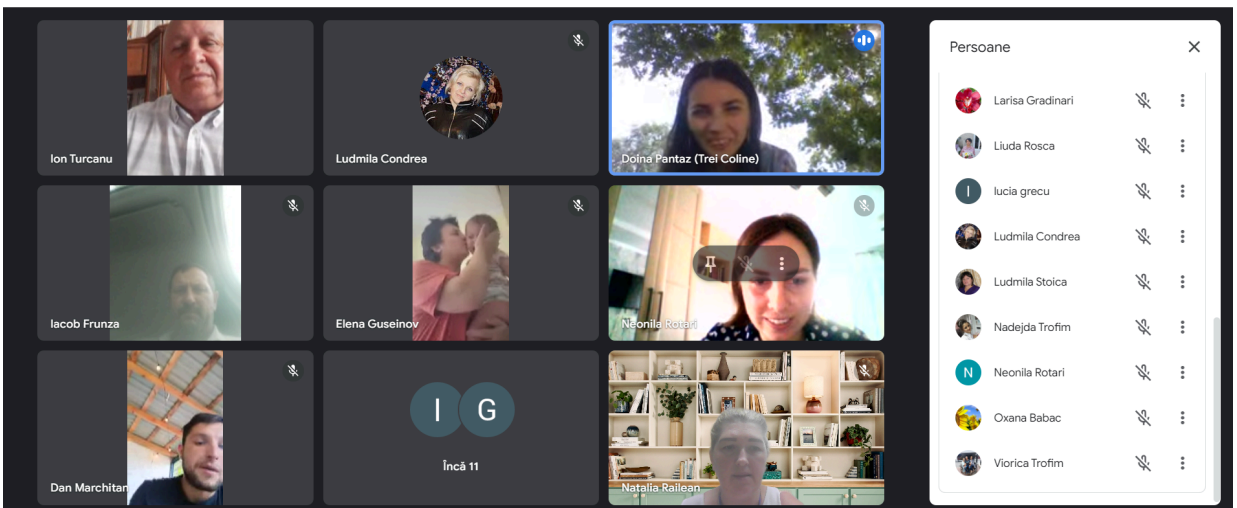 Ion Turcanu
Ludmila Condrea
Doina Pantaz (Trei Coline)
Iacob Frunza
Elena Guseinov
Neonila Rotari
Dan Marchitan
I G
Încă 11
Natalia Railean
Persoane
Larisa Gradinari
Liuda Rosca
I
lucia grecu
Ludmila Condrea
Ludmila Stoica
Nadejda Trofim
N
Neonila Rotari
Oxana Babac
Viorica Trofim